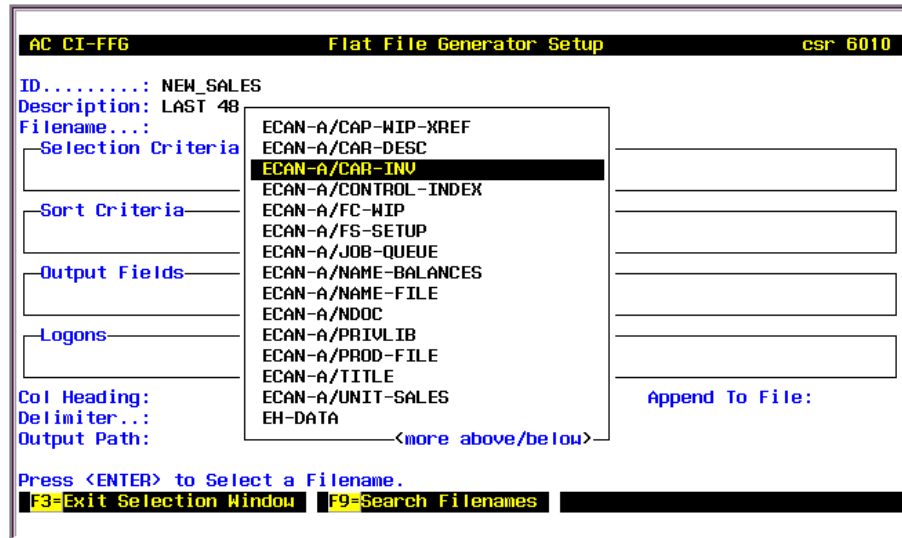 AC CI-FFG Flat File Generator Setup csr 6010
ID.........: NEW_SALES
Description: LAST 48
Filename...:
Selection Criteria
Sort Criteria
Output Fields
Logons
ECAN-A/CAP-WIP-XREF
ECAN-A/CAR-DESC
ECAN-A/CAR-INV
ECAN-A/CONTROL-INDEX
ECAN-A/FC-WIP
ECAN-A/FS-SETUP
ECAN-A/JOB-QUEUE
ECAN-A/NAME-BALANCES
ECAN-A/NAME-FILE
ECAN-A/NDOC
ECAN-A/PRIVLIB
ECAN-A/PROD-FILE
ECAN-A/TITLE
ECAN-A/UNIT-SALES
EH-DATA
<more above/below>
Col Heading: Append To File:
Delimiter..:
Output Path:
Press <ENTER> to Select a Filename.
F3=Exit Selection Window F9=Search Filenames